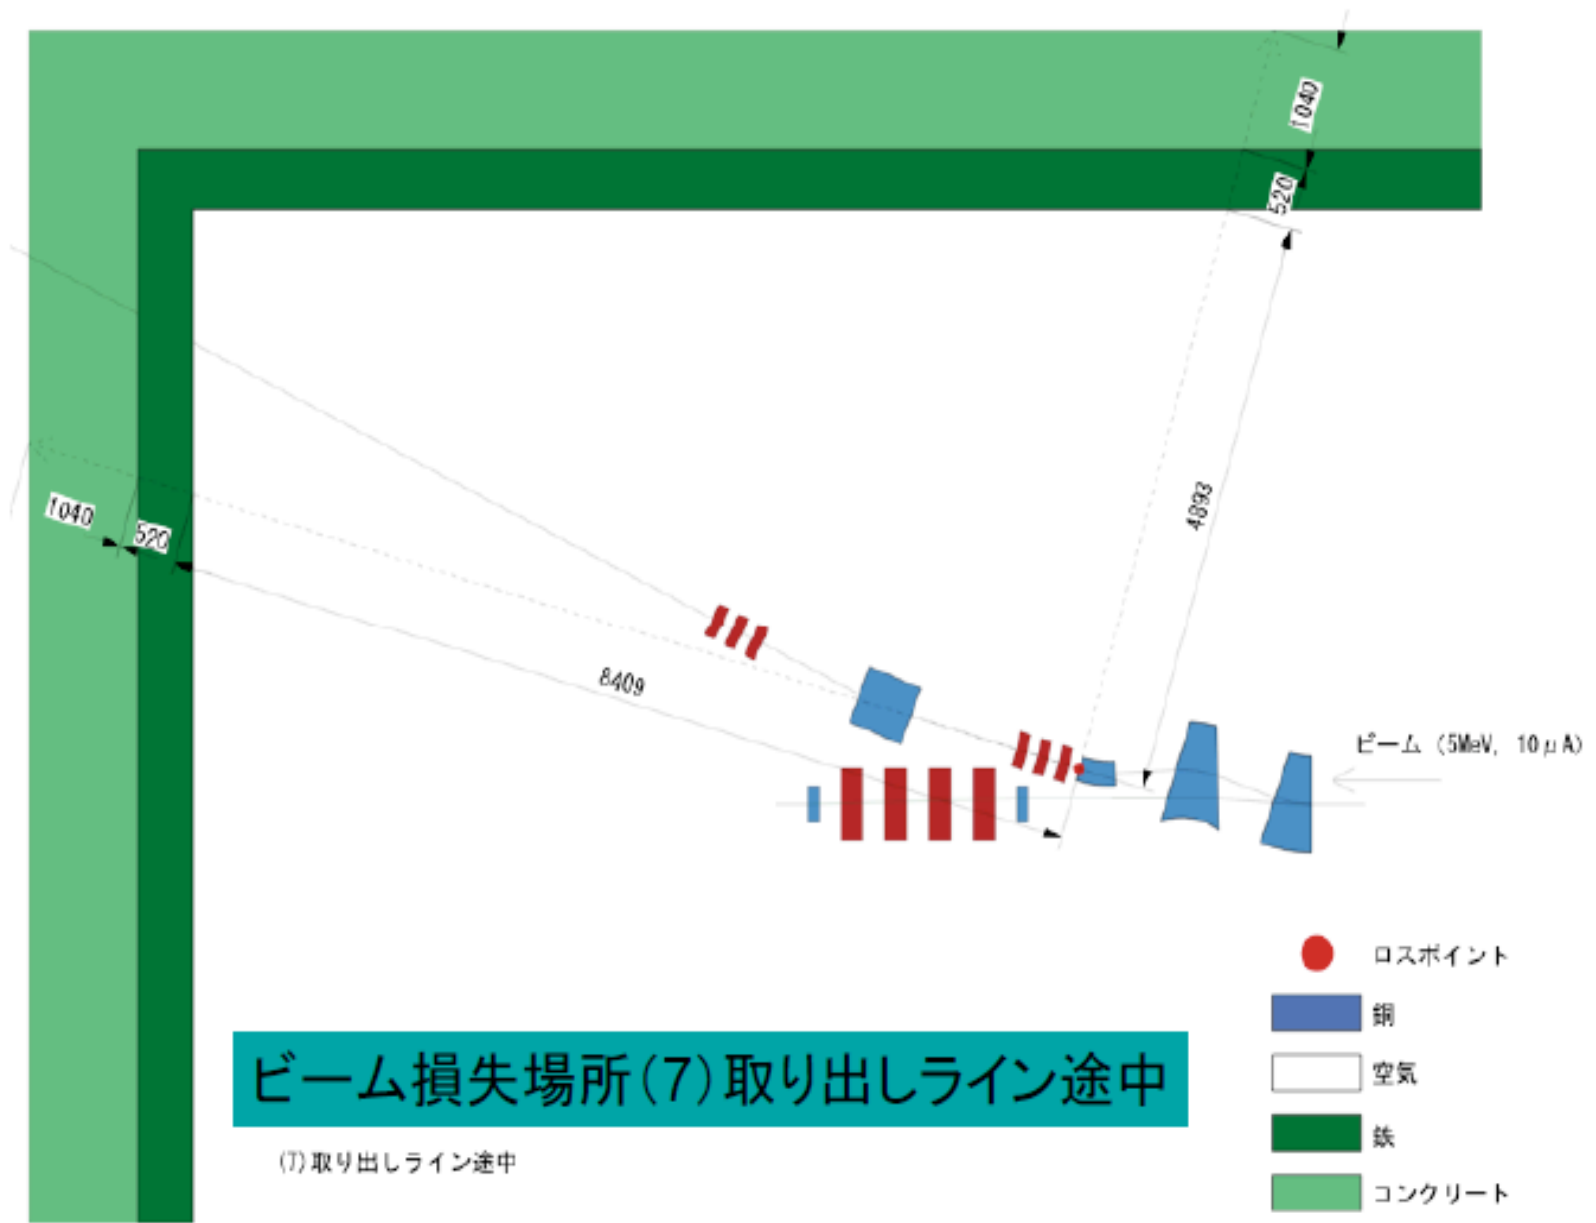 1040
520
1040
520
4893
8409
ビーム (5MeV, 10μA)
ロスポイント
銅
空気
鉄
コンクリート
ビーム損失場所(7)取り出しライン途中
(7)取り出しライン途中